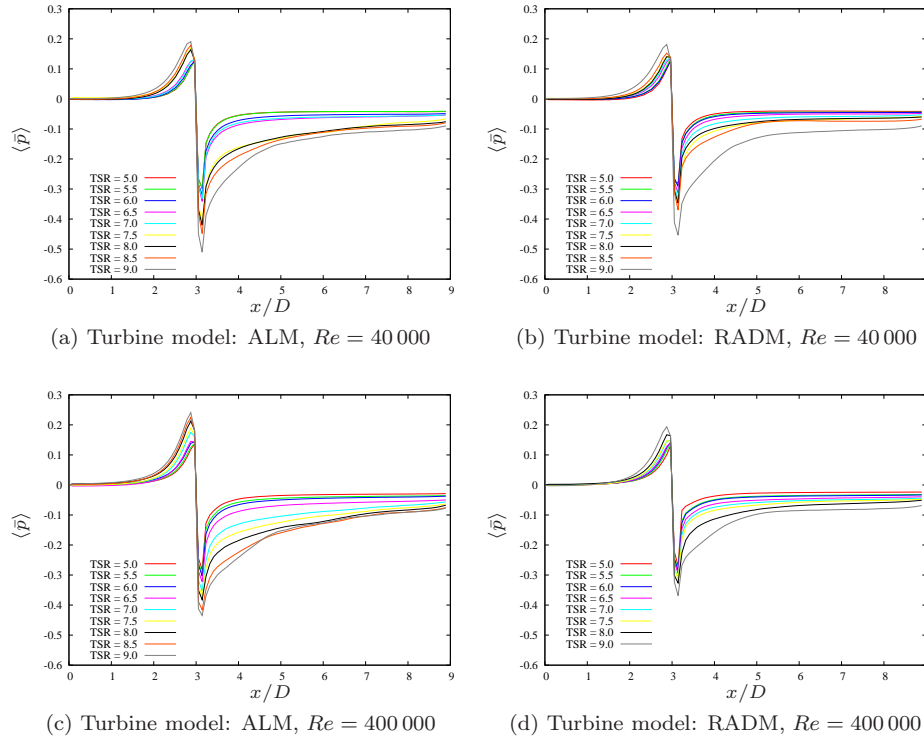 0.3
0.2
0.1
0
-0.1
-0.2
-0.3
-0.4
-0.5
-0.6
⟨p̄⟩
TSR = 5.0
TSR = 5.5
TSR = 6.0
TSR = 6.5
TSR = 7.0
TSR = 7.5
TSR = 8.0
TSR = 8.5
TSR = 9.0
0 1 2 3 4 5 6 7 8 9
x/D
(a) Turbine model: ALM, Re = 40 000
0.3
0.2
0.1
0
-0.1
-0.2
-0.3
-0.4
-0.5
-0.6
⟨p̄⟩
TSR = 5.0
TSR = 5.5
TSR = 6.0
TSR = 6.5
TSR = 7.0
TSR = 7.5
TSR = 8.0
TSR = 8.5
TSR = 9.0
0 1 2 3 4 5 6 7 8
x/D
(b) Turbine model: RADM, Re = 40 000
0.3
0.2
0.1
0
-0.1
-0.2
-0.3
-0.4
-0.5
-0.6
⟨p̄⟩
TSR = 5.0
TSR = 5.5
TSR = 6.0
TSR = 6.5
TSR = 7.0
TSR = 7.5
TSR = 8.0
TSR = 8.5
TSR = 9.0
0 1 2 3 4 5 6 7 8 9
x/D
(c) Turbine model: ALM, Re = 400 000
0.3
0.2
0.1
0
-0.1
-0.2
-0.3
-0.4
-0.5
-0.6
⟨p̄⟩
TSR = 5.0
TSR = 5.5
TSR = 6.0
TSR = 6.5
TSR = 7.0
TSR = 7.5
TSR = 8.0
TSR = 9.0
0 1 2 3 4 5 6 7 8
x/D
(d) Turbine model: RADM, Re = 400 000